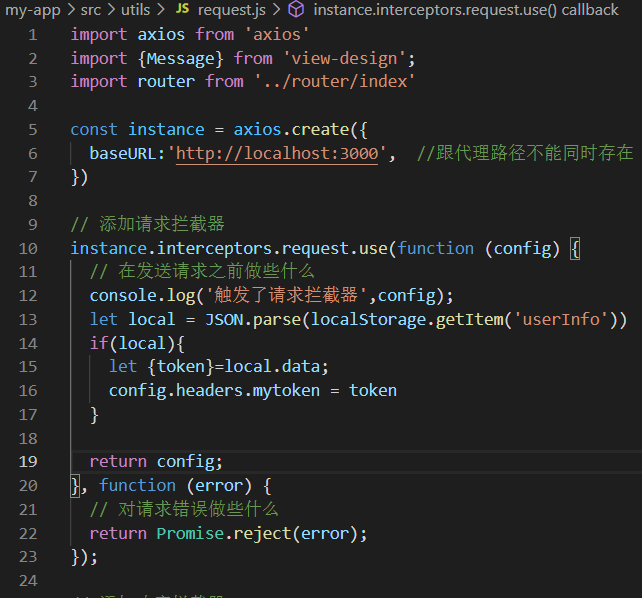 my-app > src > utils > JS request.js > instance.interceptors.request.use() callback
1 import axios from 'axios'
2 import {Message} from 'view-design';
3 import router from '../router/index'
4
5 const instance = axios.create({
6 baseURL:'http://localhost:3000', //跟代理路径不能同时存在
7 })
8
9 // 添加请求拦截器
10 instance.interceptors.request.use(function (config) {
11 // 在发送请求之前做些什么
12 console.log('触发了请求拦截器',config);
13 let local = JSON.parse(localStorage.getItem('userInfo'))
14 if(local){
15 let {token}=local.data;
16 config.headers.mytoken = token
17 }
18
19 return config;
20 }, function (error) {
21 // 对请求错误做些什么
22 return Promise.reject(error);
23 });
24